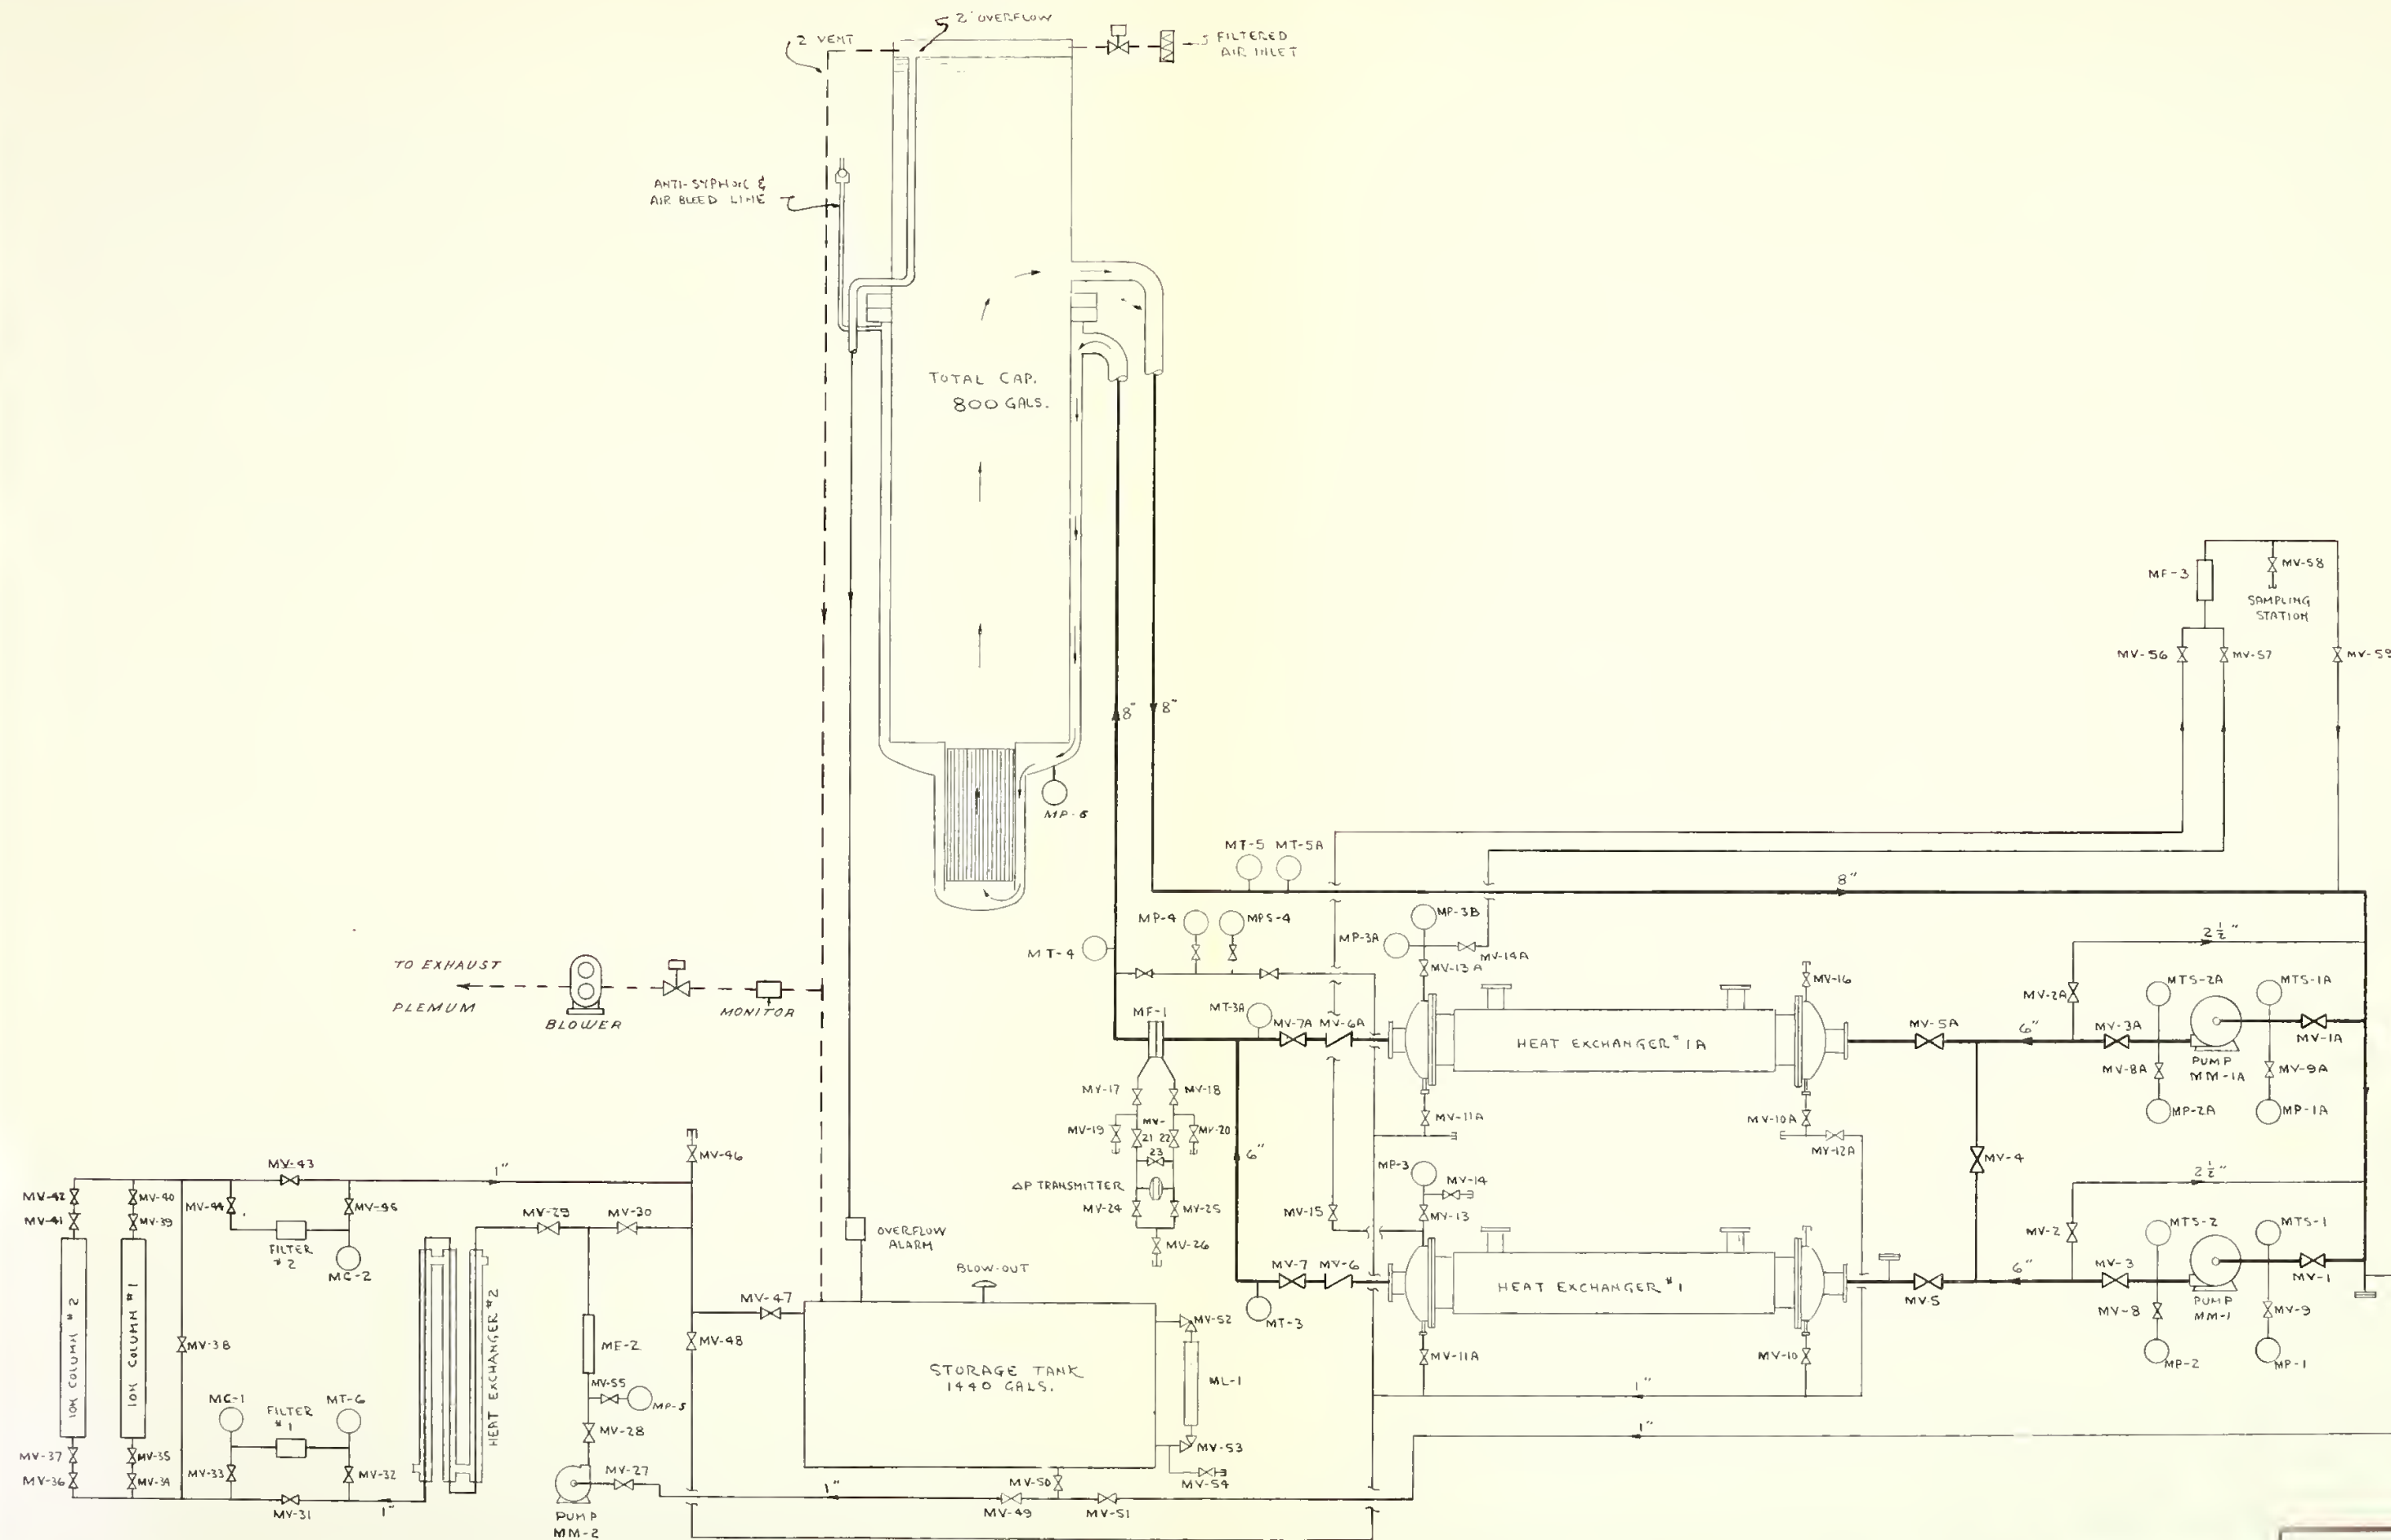 2" OVERFLOW
2 VENT
FILTERED
AIR INLET
AIR BLEED LINE
TOTAL CAP.
800 GALS.
8"
8"
MF-3
MV-58
SAMPLING
STATION
MV-56
MV-57
MV-59
MT-5
MT-5A
8"
MP-4
MPS-4
MP-3B
MP-3A
MV-14A
MT-4
MV-13A
2 1/2"
TO EXHAUST
PLEMUM
BLOWER
MONITOR
MF-1
MT-3A
MV-7A
MV-6A
HEAT EXCHANGER #1A
MV-16
MV-5A
6"
MV-2A
MV-3A
MTS-2A
MTS-1A
PUMP
MM-1A
MV-1A
MV-8A
MV-9A
MP-2A
MP-1A
MV-17
MV-18
MV-19
MV-
21
22
MV-20
23
MV-11A
MV-10A
MV-12A
MV-4
6"
ΔP TRANSMITTER
MV-24
MV-25
MV-26
MP-3
MV-14
MV-13
MV-15
2 1/2"
MV-43
1"
MV-46
MV-42
MV-41
MV-40
MV-39
MV-44
MV-45
FILTER
#2
MC-2
MV-29
MV-30
OVERFLOW
ALARM
BLOW-OUT
MV-7
MV-6
MT-3
HEAT EXCHANGER #1
MV-5
6"
MV-2
MV-3
MTS-2
MTS-1
PUMP
MM-1
MV-1
MV-8
MV-9
MP-2
MP-1
MV-47
MV-48
MV-52
ION COLUMN #2
ION COLUMN #1
MV-38
HEAT EXCHANGER #2
STORAGE TANK
1440 GALS.
ML-1
MV-11A
MV-10
1"
MV-55
MP-5
MC-1
FILTER
#1
MT-6
MV-28
1"
MV-53
MV-54
MV-37
MV-36
MV-35
MV-34
MV-33
MV-32
MV-31
1"
MV-27
PUMP
MM-2
1"
MV-50
MV-49
MV-51